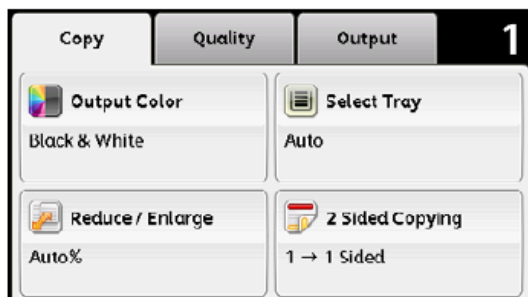 Copy Quality Output 1
Output Color Select Tray
Black & White Auto
Reduce / Enlarge 2 Sided Copying
Auto% 1 → 1 Sided